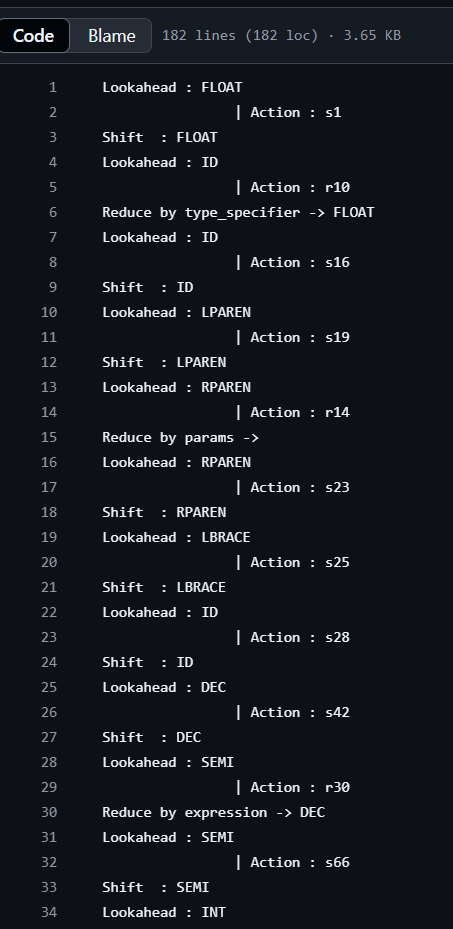 Code Blame 182 lines (182 loc) · 3.65 KB
1 Lookahead : FLOAT
2 | Action : s1
3 Shift  : FLOAT
4 Lookahead : ID
5 | Action : r10
6 Reduce by type_specifier -> FLOAT
7 Lookahead : ID
8 | Action : s16
9 Shift  : ID
10 Lookahead : LPAREN
11 | Action : s19
12 Shift  : LPAREN
13 Lookahead : RPAREN
14 | Action : r14
15 Reduce by params ->
16 Lookahead : RPAREN
17 | Action : s23
18 Shift  : RPAREN
19 Lookahead : LBRACE
20 | Action : s25
21 Shift  : LBRACE
22 Lookahead : ID
23 | Action : s28
24 Shift  : ID
25 Lookahead : DEC
26 | Action : s42
27 Shift  : DEC
28 Lookahead : SEMI
29 | Action : r30
30 Reduce by expression -> DEC
31 Lookahead : SEMI
32 | Action : s66
33 Shift  : SEMI
34 Lookahead : INT